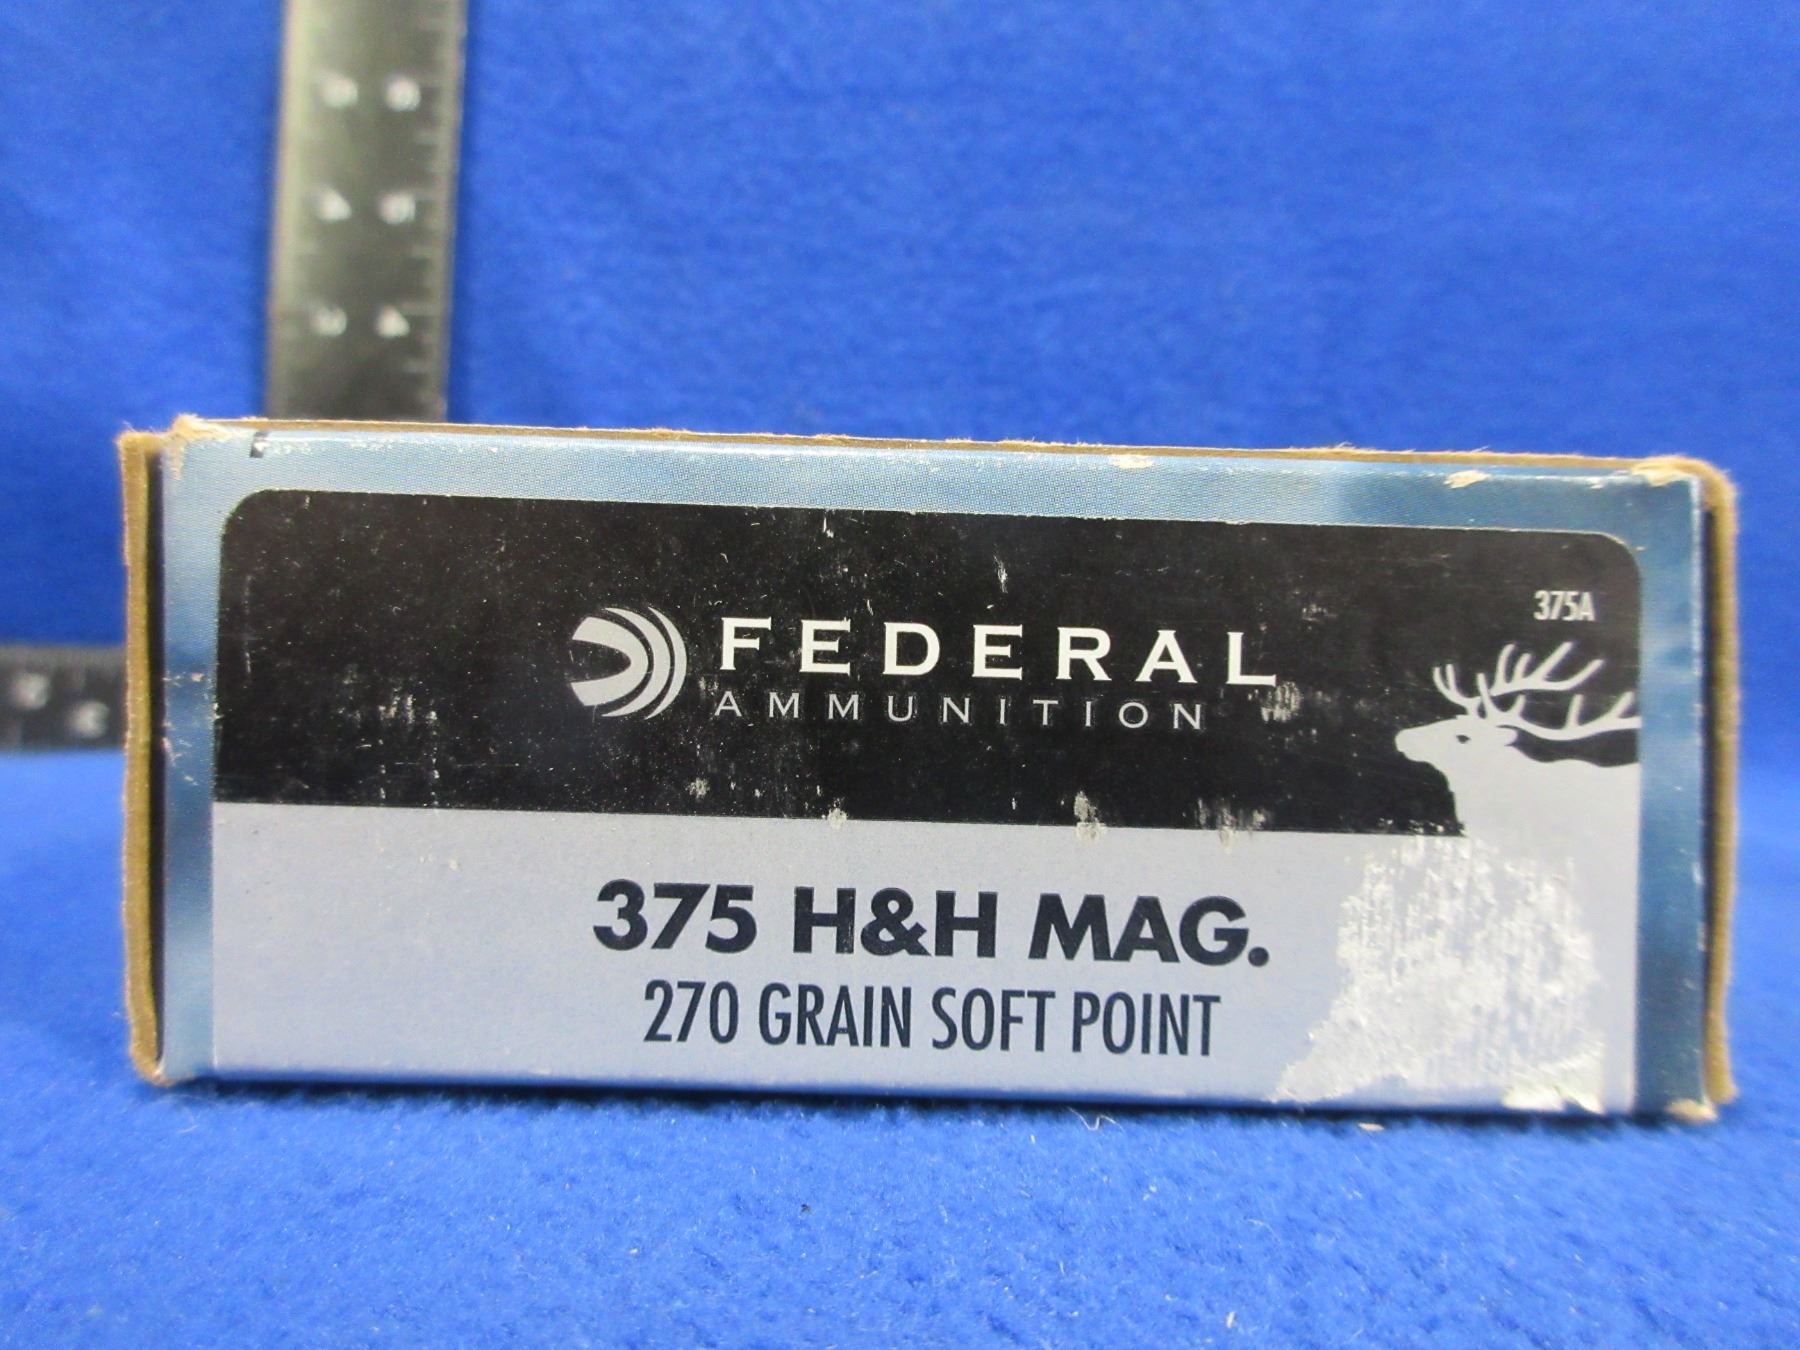 375A
FEDERAL
AMMUNITION
375 H&H MAG.
270 GRAIN SOFT POINT